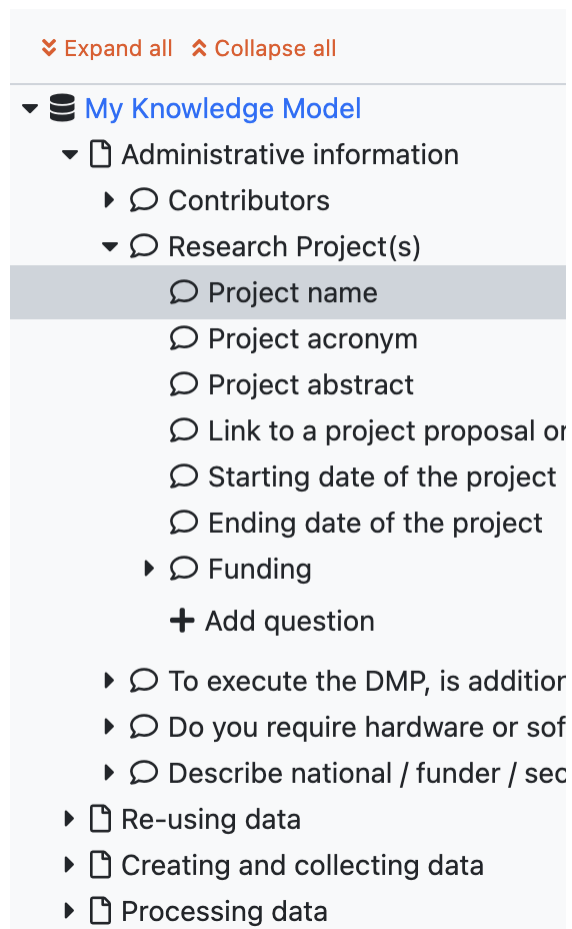 Expand all Collapse all
My Knowledge Model
Administrative information
Contributors
Research Project(s)
Project name
Project acronym
Project abstract
Link to a project proposal or
Starting date of the project
Ending date of the project
Funding
Add question
To execute the DMP, is
Do you require hardware or
Describe national / funder /
Re-using data
Creating and collecting data
Processing data